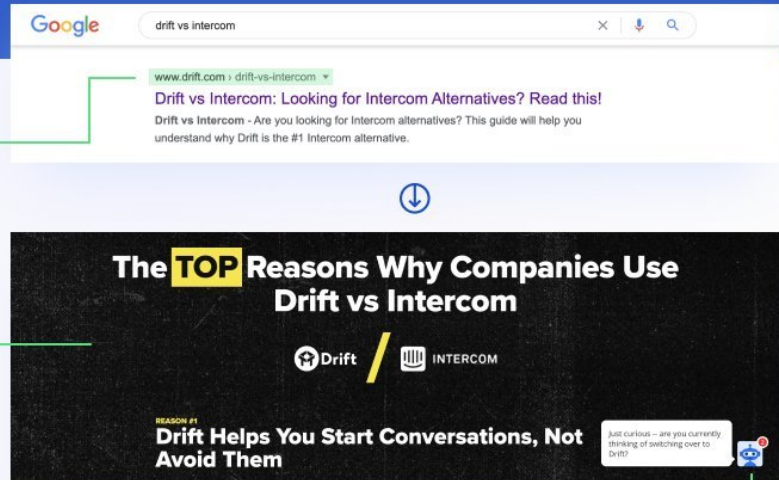 Google
drift vs intercom
www.drift.com › drift-vs-intercom
Drift vs Intercom: Looking for Intercom Alternatives? Read this!
Drift vs Intercom - Are you looking for Intercom alternatives? This guide will help you
understand why Drift is the #1 Intercom alternative.
The TOP Reasons Why Companies Use
Drift vs Intercom
Drift
INTERCOM
REASON #1
Drift Helps You Start Conversations, Not
Avoid Them
Just curious – are you currently
thinking of switching over to
Drift?
2